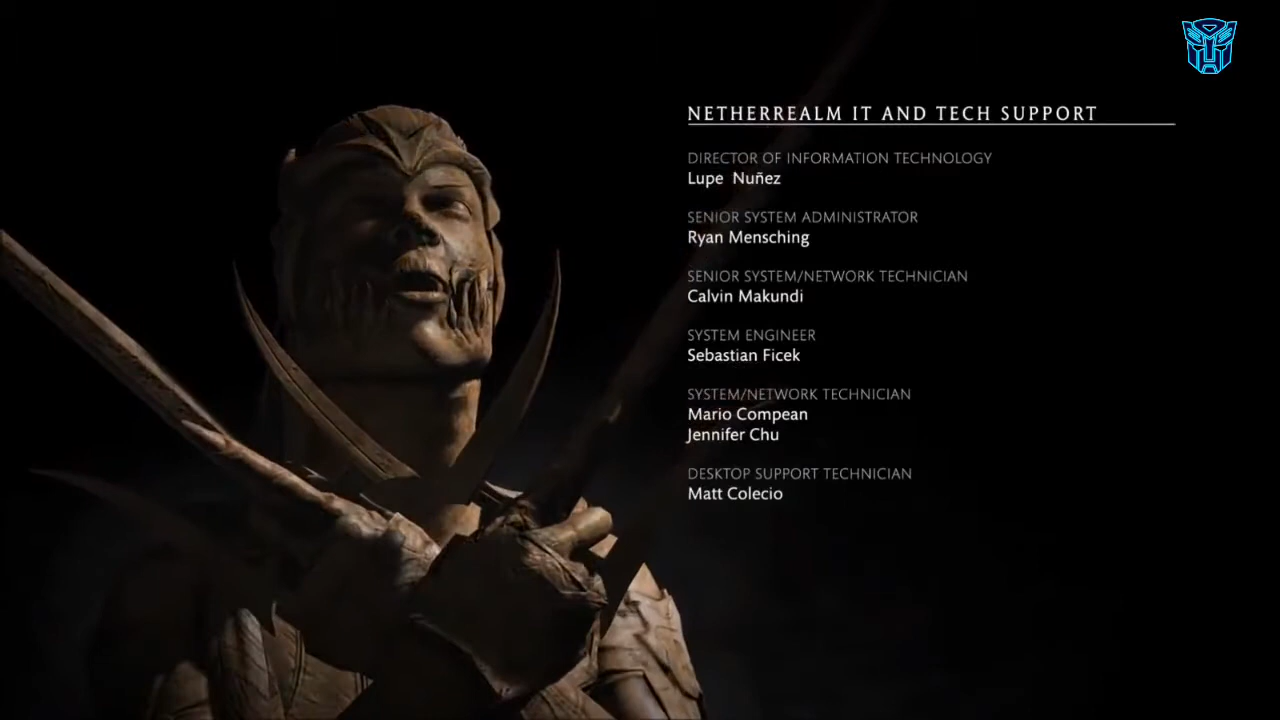 NETHERREALM IT AND TECH SUPPORT
DIRECTOR OF INFORMATION TECHNOLOGY
Lupe Nuñez
SENIOR SYSTEM ADMINISTRATOR
Ryan Mensching
SENIOR SYSTEM/NETWORK TECHNICIAN
Calvin Makundi
SYSTEM ENGINEER
Sebastian Ficek
SYSTEM/NETWORK TECHNICIAN
Mario Compean
Jennifer Chu
DESKTOP SUPPORT TECHNICIAN
Matt Colecio